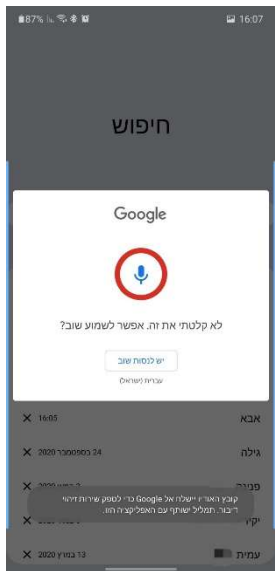 87%
16:07
חיפוש
Google
לא קלטתי את זה. אפשר לשמוע שוב?
יש לנסות שוב
עברית (ישראל)
אבא 16:05
גילה 24 בספטמבר 2020
פנינה
קובץ האודיו יישלח אל Google כדי לספק שירות זיהוי
דיבור. תמליל ישותף עם האפליקציה הזו.
עמית 13 במרץ 2020